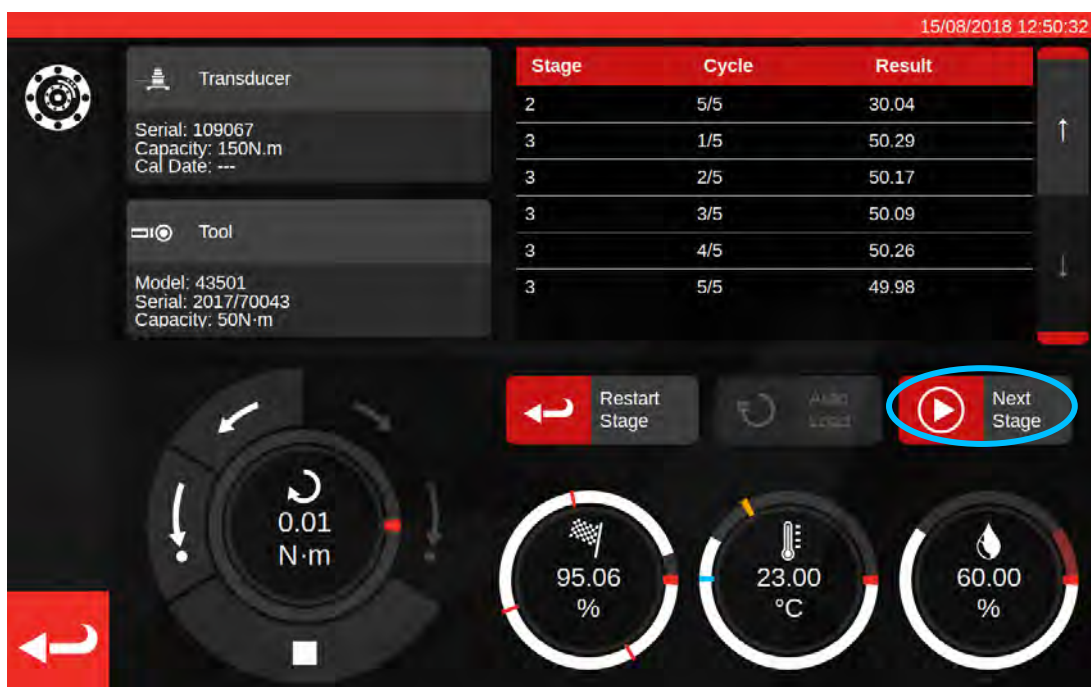 15/08/2018 12:50:32
Transducer
Serial: 109067
Capacity: 150N.m
Cal Date: ---
Tool
Model: 43501
Serial: 2017/70043
Capacity: 50N·m
Stage Cycle Result
2 5/5 30.04
3 1/5 50.29
3 2/5 50.17
3 3/5 50.09
3 4/5 50.26
3 5/5 49.98
Restart
Stage
Auto
Load
Next
Stage
0.01
N·m
95.06
%
23.00
°C
60.00
%